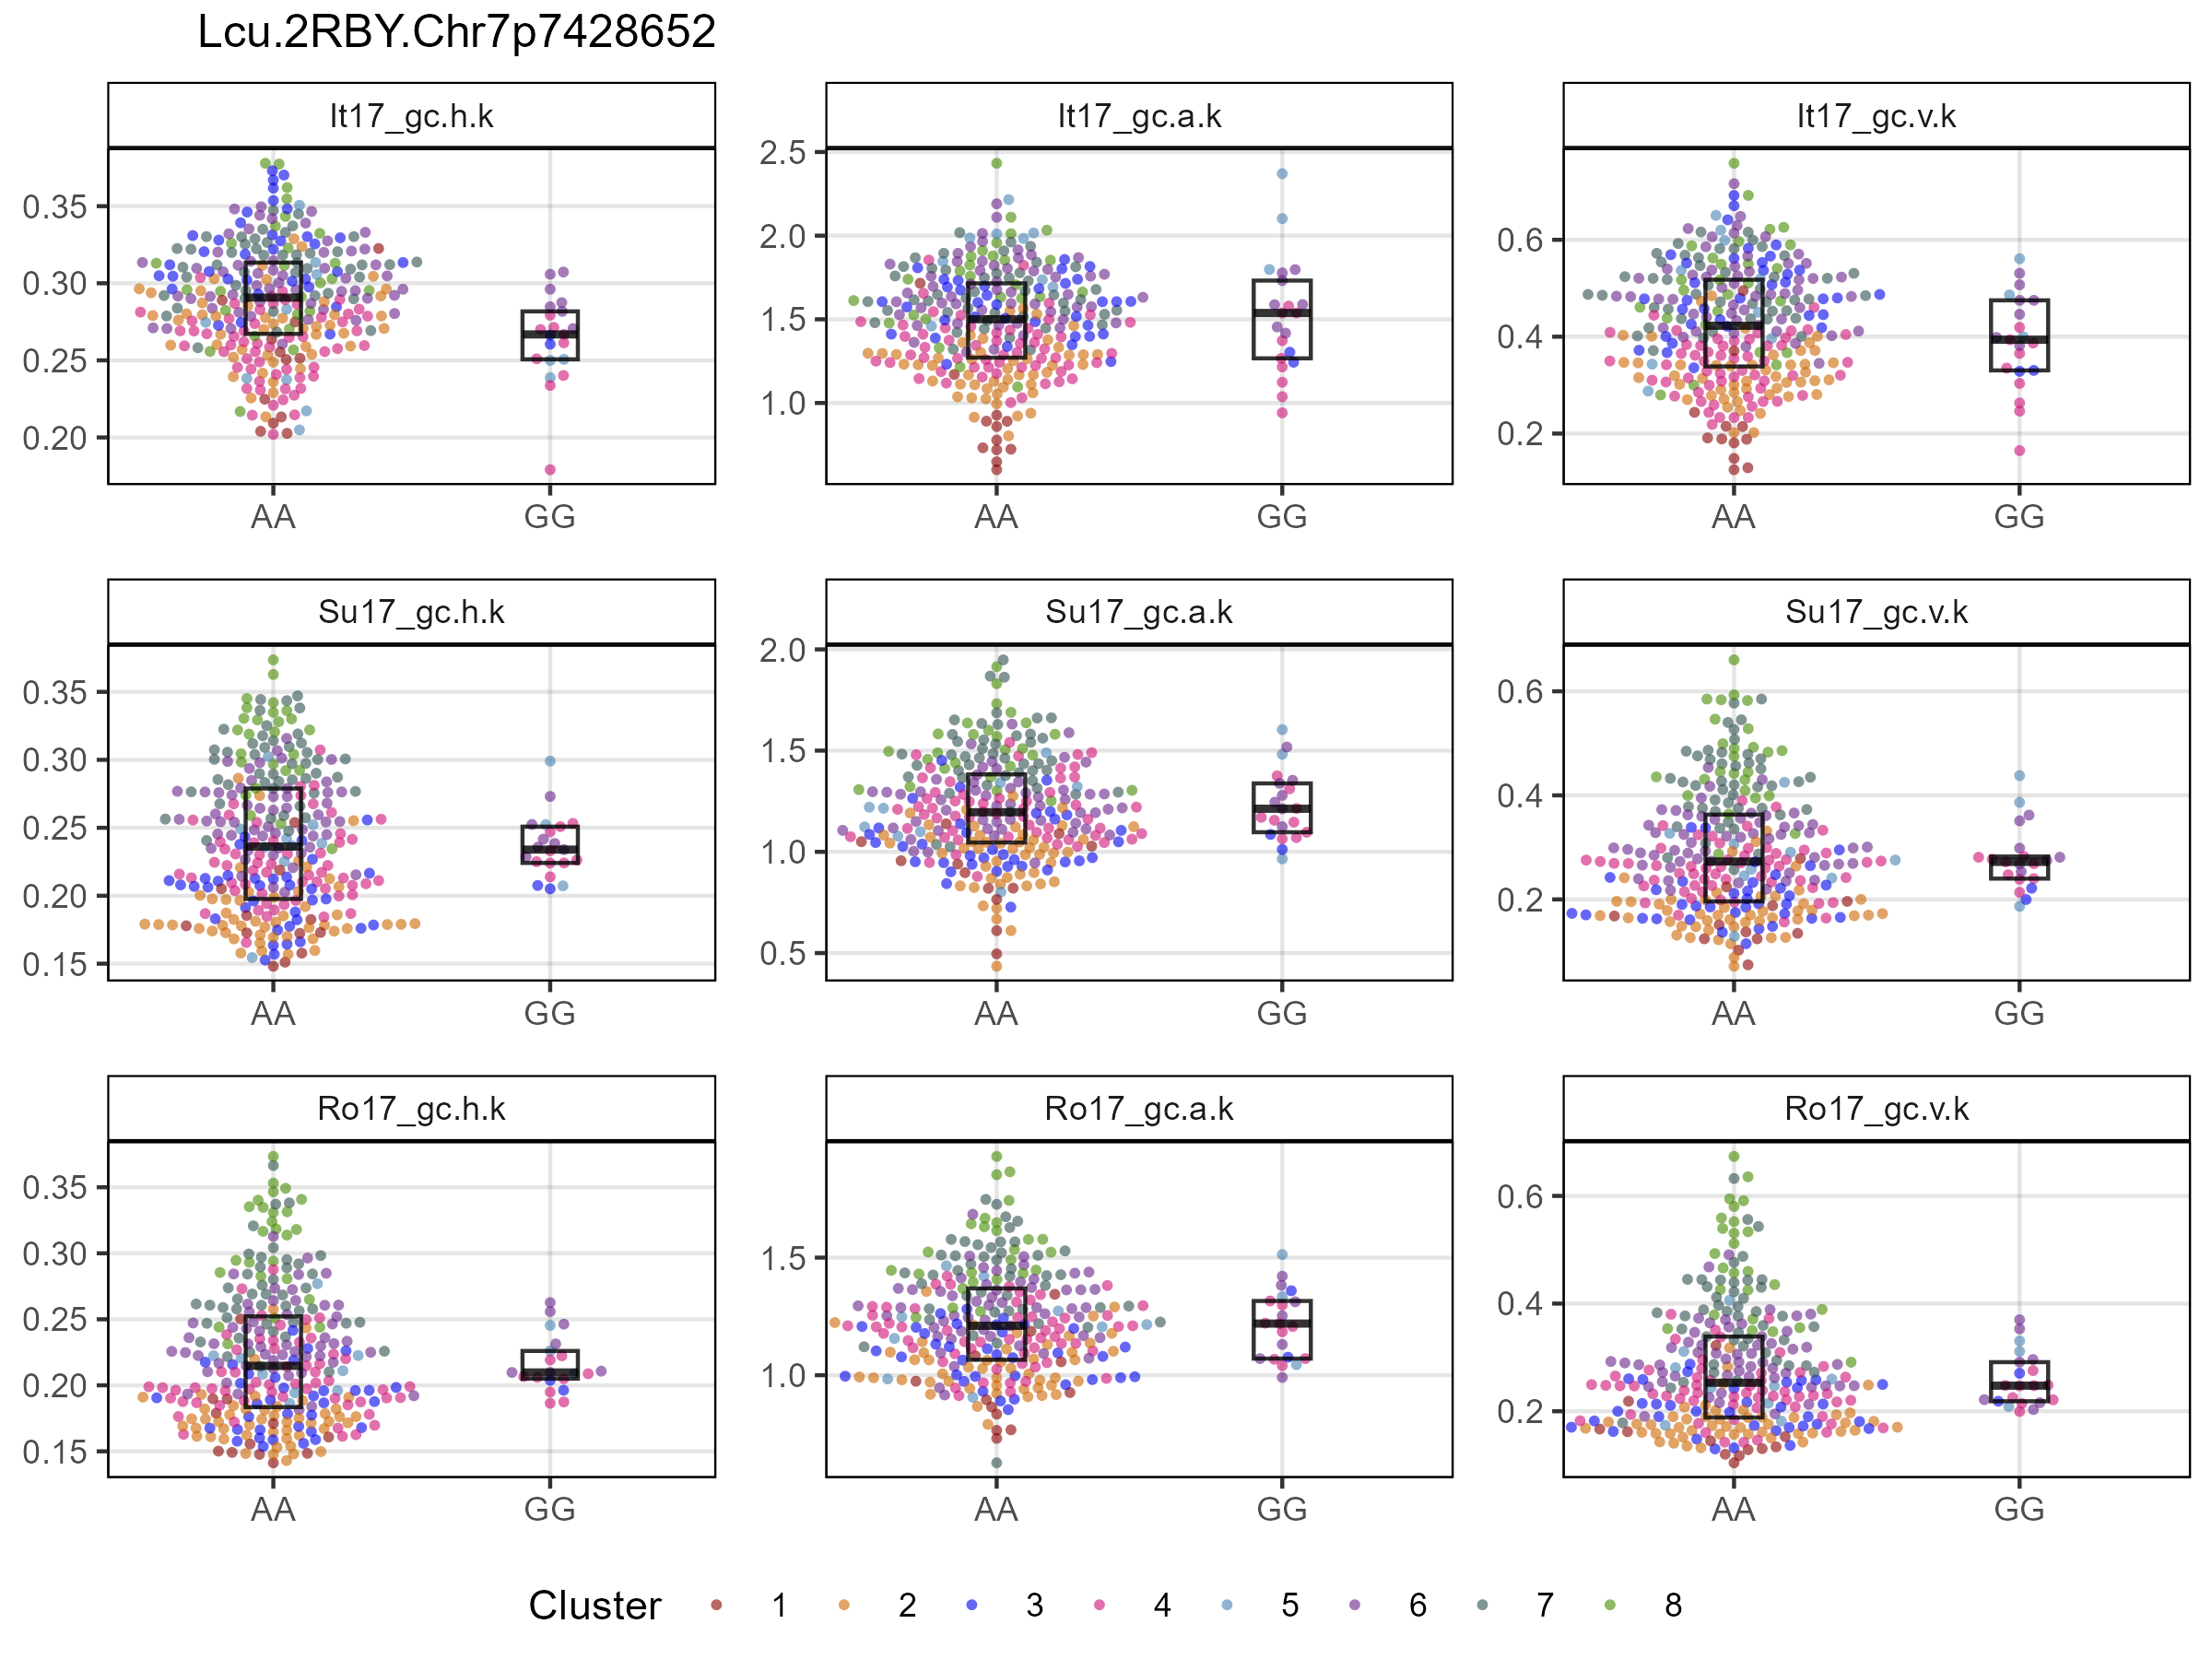 Lcu.2RBY.Chr7p7428652
It17_gc.h.k
It17_gc.a.k
It17_gc.v.k
0.35
0.30
0.25
0.20
2.5
2.0
1.5
1.0
0.6
0.4
0.2
AA GG
AA GG
AA GG
Su17_gc.h.k
Su17_gc.a.k
Su17_gc.v.k
0.35
0.30
0.25
0.20
0.15
2.0
1.5
1.0
0.5
0.6
0.4
0.2
AA GG
AA GG
AA GG
Ro17_gc.h.k
Ro17_gc.a.k
Ro17_gc.v.k
0.35
0.30
0.25
0.20
0.15
1.5
1.0
0.6
0.4
0.2
AA GG
AA GG
AA GG
Cluster 1 2 3 4 5 6 7 8